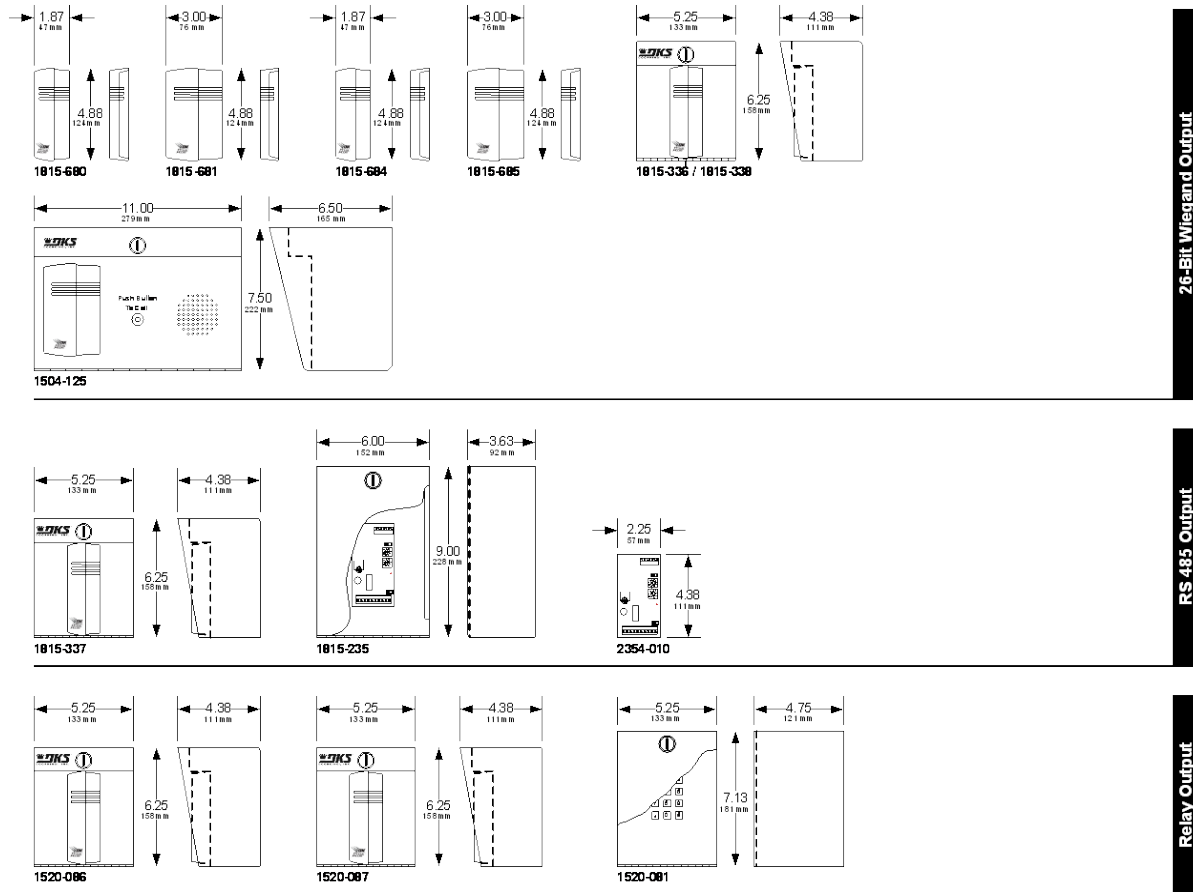 1.87
47 mm
3.00
76 mm
1.87
47 mm
3.00
76 mm
5.25
133 mm
4.38
111 mm
DKS
4.88
124 mm
4.88
124 mm
4.88
124 mm
4.88
124 mm
6.25
158 mm
1815-680
1815-681
1815-684
1815-685
1815-336 / 1815-338
11.00
279 mm
6.50
165 mm
DKS
Push Button
To Call
7.50
222 mm
1504-125
26-Bit Wiegand Output
5.25
133 mm
4.38
111 mm
6.00
152 mm
3.63
92 mm
2.25
57 mm
DKS
6.25
158 mm
9.00
228 mm
4.38
111 mm
1815-337
1815-235
2354-010
RS 485 Output
5.25
133 mm
4.38
111 mm
5.25
133 mm
4.38
111 mm
5.25
133 mm
4.75
121 mm
DKS
DKS
6.25
158 mm
6.25
158 mm
7.13
181 mm
1520-086
1520-087
1520-081
Relay Output